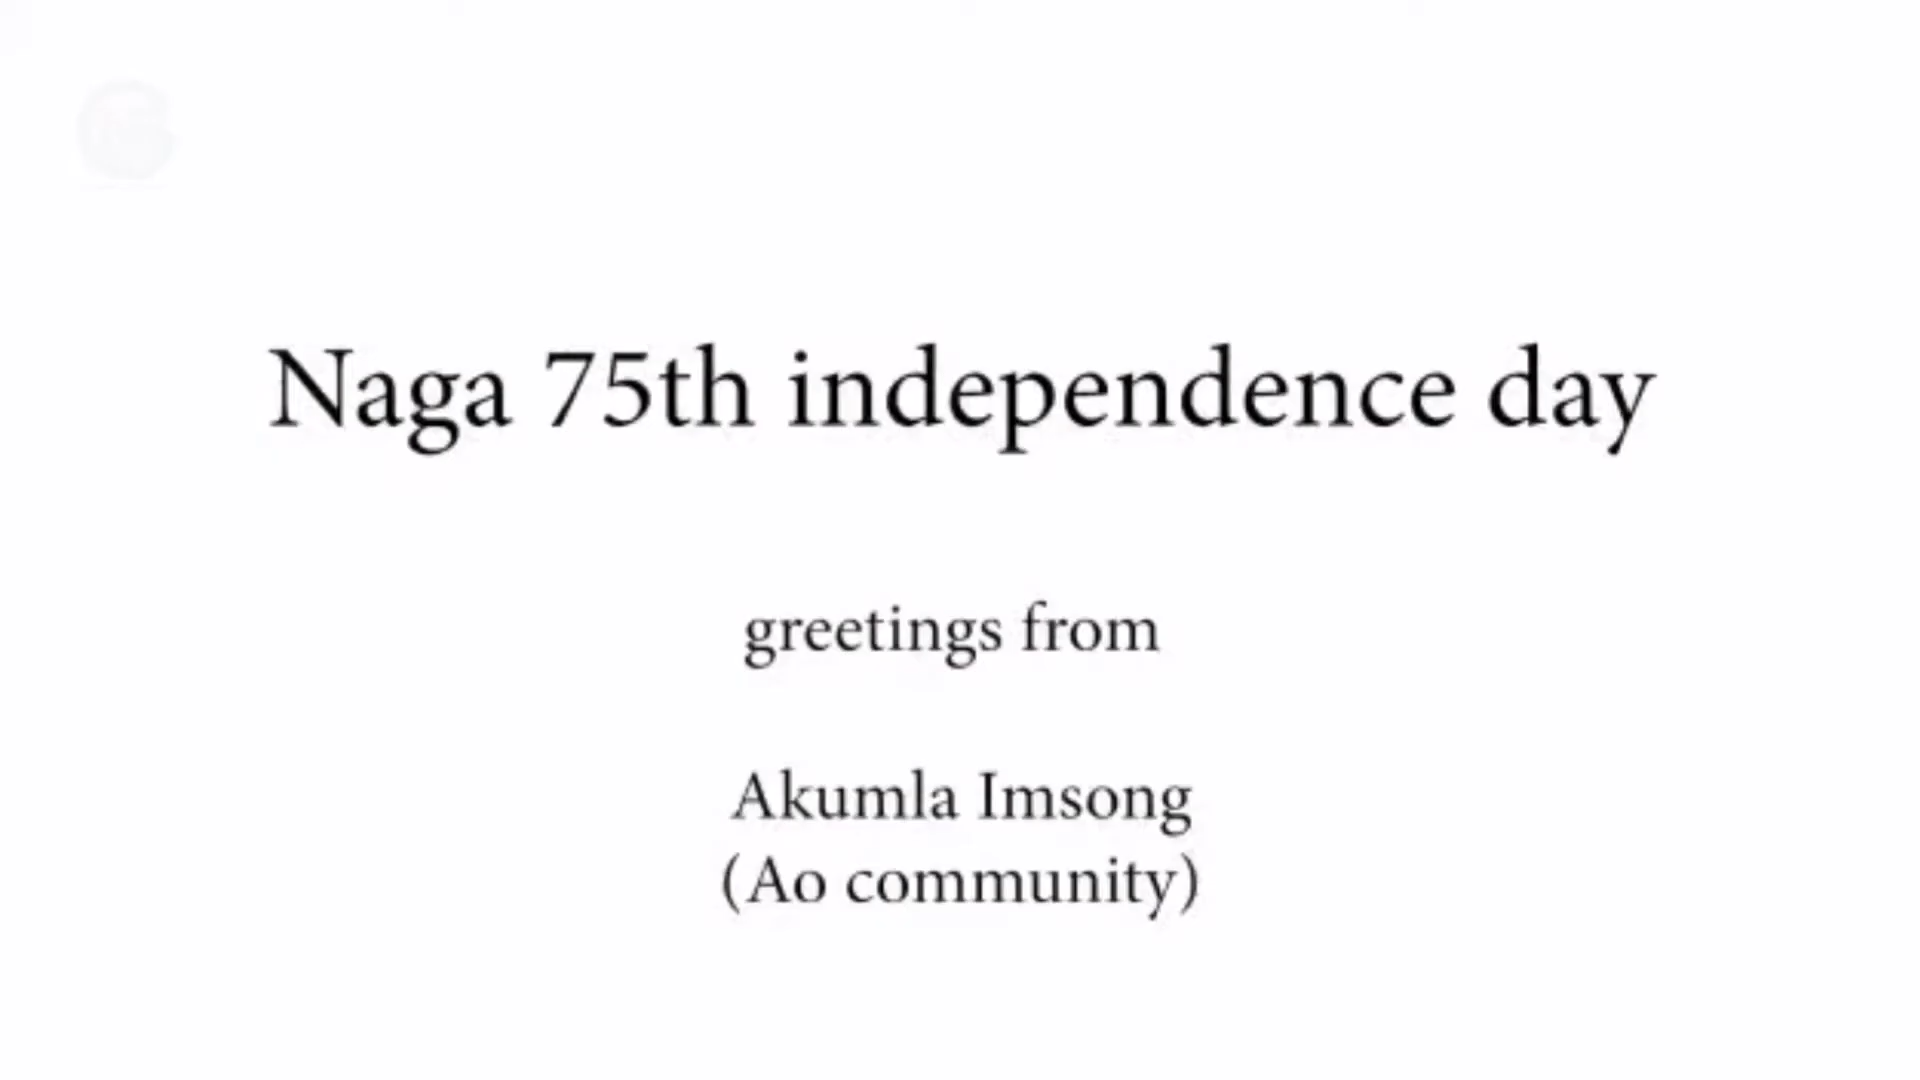 Naga 75th independence day
greetings from
Akumla Imsong
(Ao community)